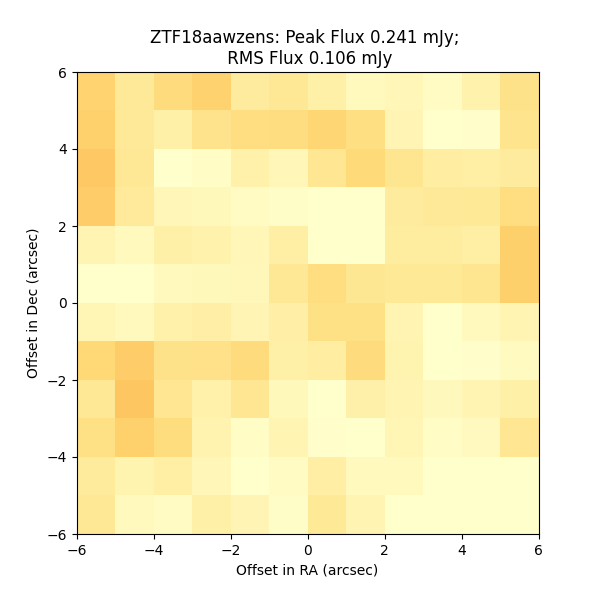 ZTF18aawzens: Peak Flux 0.241 mJy;
RMS Flux 0.106 mJy
6
4
2
0
−2
−4
−6
Offset in Dec (arcsec)
−6 −4 −2 0 2 4 6
Offset in RA (arcsec)